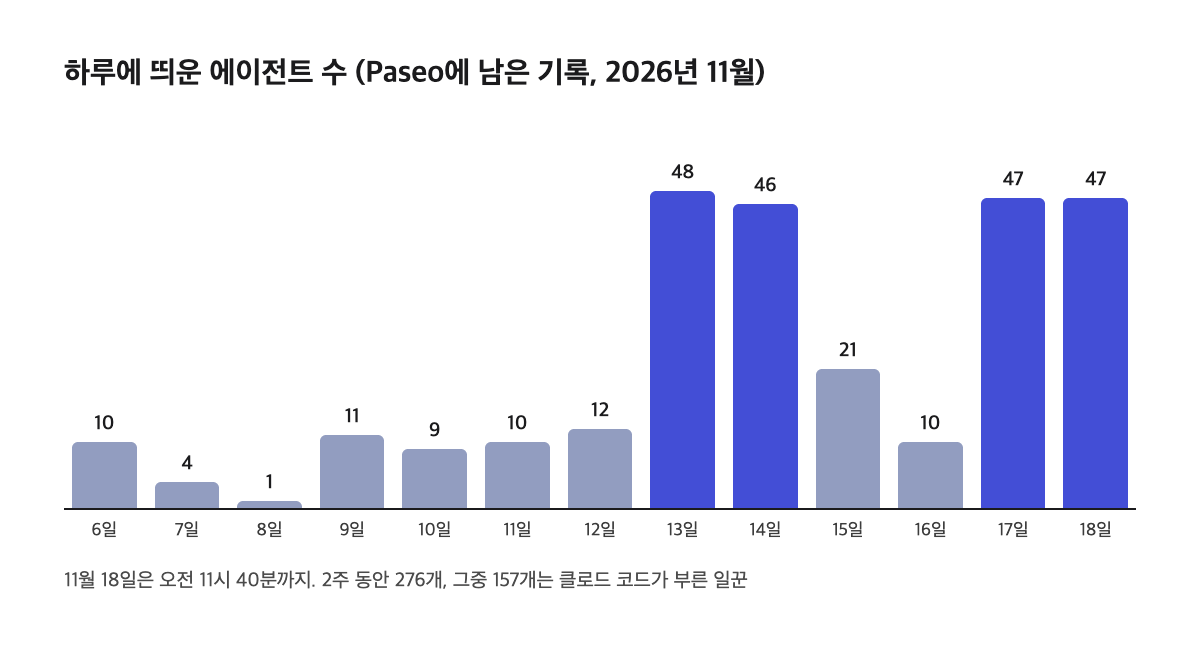 하루에 띄운 에이전트 수 (Paseo에 남은 기록, 2026년 11월)
10
4
1
11
9
10
12
48
46
21
10
47
47
6일
7일
8일
9일
10일
11일
12일
13일
14일
15일
16일
17일
18일
11월 18일은 오전 11시 40분까지. 2주 동안 276개, 그중 157개는 클로드 코드가 부른 일꾼